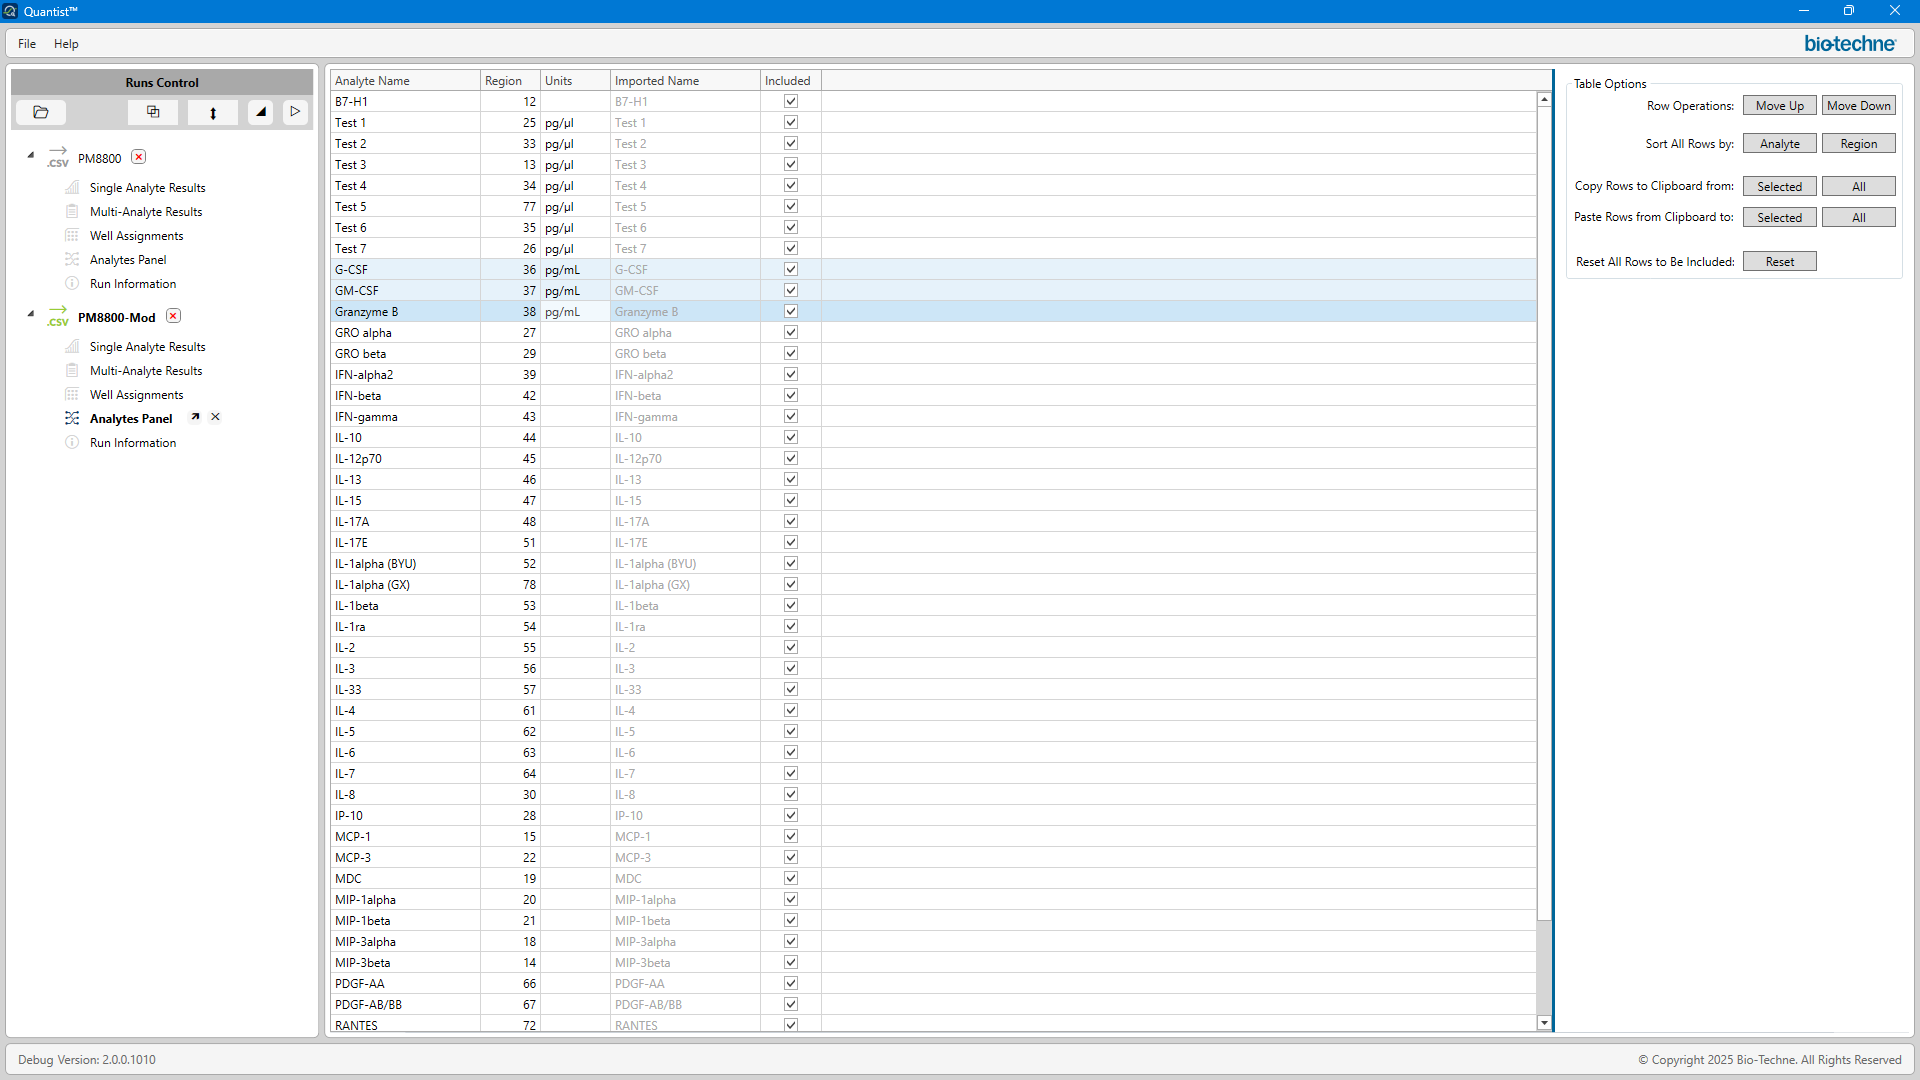 Quantist™
File Help
bio-techne
Runs Control
.CSV PM8800
Single Analyte Results
Multi-Analyte Results
Well Assignments
Analytes Panel
Run Information
.CSV PM8800-Mod
Single Analyte Results
Multi-Analyte Results
Well Assignments
Analytes Panel
Run Information
Analyte Name Region Units Imported Name Included
B7-H1 12 B7-H1
Test 1 25 pg/µl Test 1
Test 2 33 pg/µl Test 2
Test 3 13 pg/µl Test 3
Test 4 34 pg/µl Test 4
Test 5 77 pg/µl Test 5
Test 6 35 pg/µl Test 6
Test 7 26 pg/µl Test 7
G-CSF 36 pg/mL G-CSF
GM-CSF 37 pg/mL GM-CSF
Granzyme B 38 pg/mL Granzyme B
GRO alpha 27 GRO alpha
GRO beta 29 GRO beta
IFN-alpha2 39 IFN-alpha2
IFN-beta 42 IFN-beta
IFN-gamma 43 IFN-gamma
IL-10 44 IL-10
IL-12p70 45 IL-12p70
IL-13 46 IL-13
IL-15 47 IL-15
IL-17A 48 IL-17A
IL-17E 51 IL-17E
IL-1alpha (BYU) 52 IL-1alpha (BYU)
IL-1alpha (GX) 78 IL-1alpha (GX)
IL-1beta 53 IL-1beta
IL-1ra 54 IL-1ra
IL-2 55 IL-2
IL-3 56 IL-3
IL-33 57 IL-33
IL-4 61 IL-4
IL-5 62 IL-5
IL-6 63 IL-6
IL-7 64 IL-7
IL-8 30 IL-8
IP-10 28 IP-10
MCP-1 15 MCP-1
MCP-3 22 MCP-3
MDC 19 MDC
MIP-1alpha 20 MIP-1alpha
MIP-1beta 21 MIP-1beta
MIP-3alpha 18 MIP-3alpha
MIP-3beta 14 MIP-3beta
PDGF-AA 66 PDGF-AA
PDGF-AB/BB 67 PDGF-AB/BB
RANTES 72 RANTES
Table Options
Row Operations: Move Up Move Down
Sort All Rows by: Analyte Region
Copy Rows to Clipboard from: Selected All
Paste Rows from Clipboard to: Selected All
Reset All Rows to Be Included: Reset
Debug Version: 2.0.0.1010
© Copyright 2025 Bio-Techne. All Rights Reserved